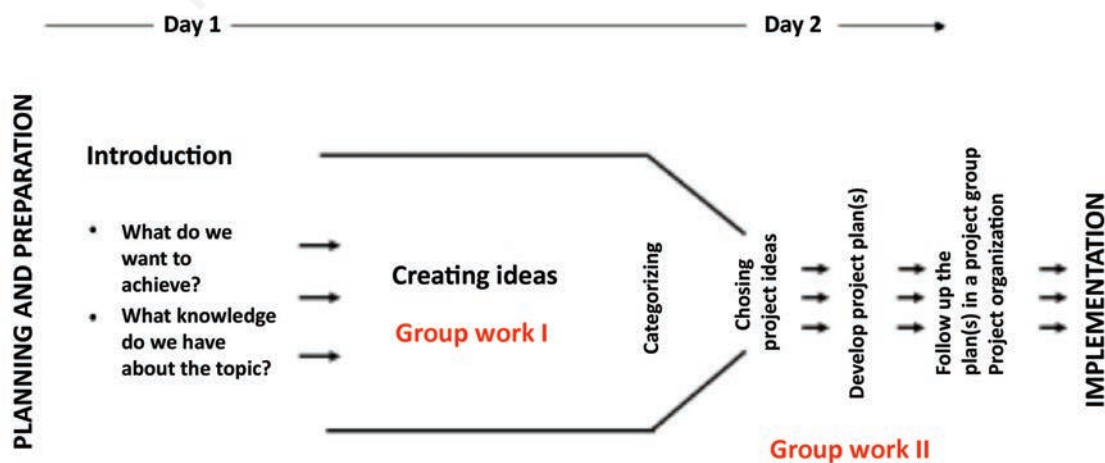 Day 1
Day 2
PLANNING AND PREPARATION
Introduction
• What do we
want to
achieve?
• What knowledge
do we have
about the topic?
Creating ideas
Group work I
Categorizing
Chosing
project ideas
Develop project plan(s)
Follow up the
plan(s) in a project group
Project organization
IMPLEMENTATION
Group work II